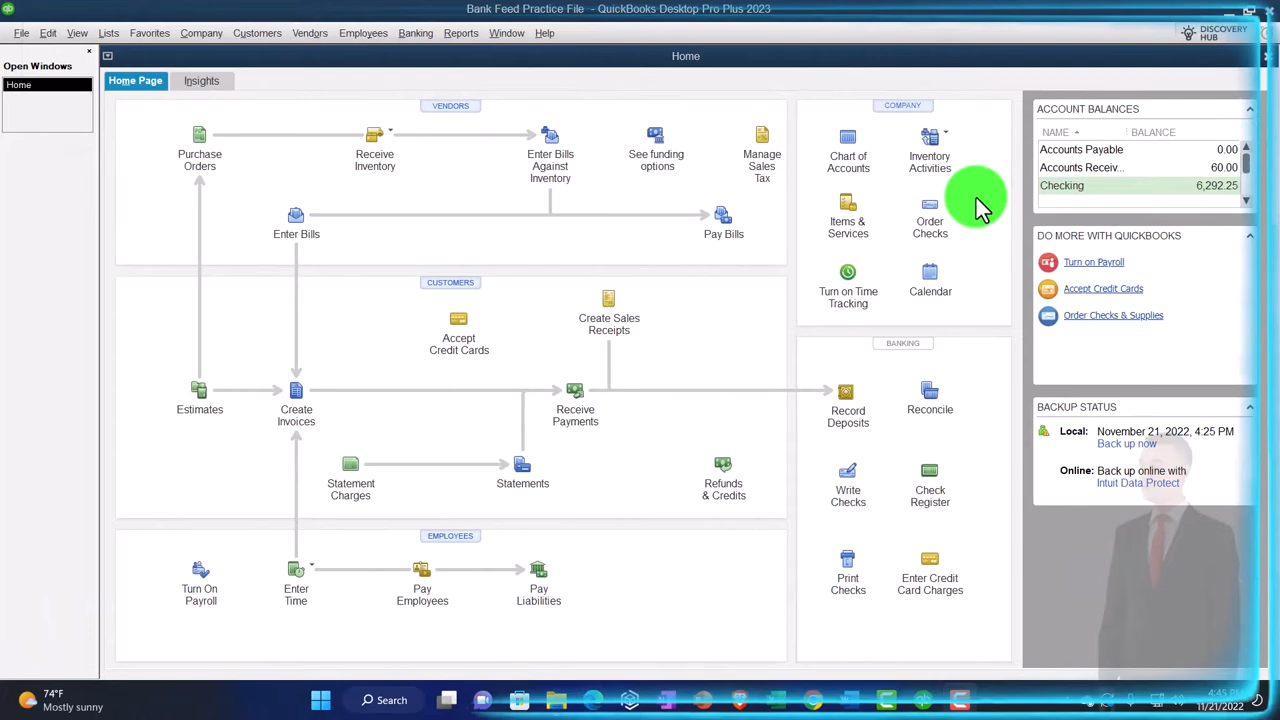 Bank Feed Practice File - QuickBooks Desktop Pro Plus 2023
File Edit View Lists Favorites Company Customers Vendors Employees Banking Reports Window Help
DISCOVERY
HUB
Open Windows
Home
Home
Home Page
Insights
VENDORS
Purchase
Orders
Receive
Inventory
Enter Bills
Against
Inventory
See funding
options
Manage
Sales
Tax
Enter Bills
Pay Bills
CUSTOMERS
Accept
Credit Cards
Create Sales
Receipts
Estimates
Create
Invoices
Receive
Payments
Statement
Charges
Statements
Refunds
& Credits
EMPLOYEES
Turn On
Payroll
Enter
Time
Pay
Employees
Pay
Liabilities
COMPANY
Chart of
Accounts
Inventory
Activities
Items &
Services
Order
Checks
Turn on Time
Tracking
Calendar
BANKING
Record
Deposits
Reconcile
Write
Checks
Check
Register
Print
Checks
Enter Credit
Card Charges
ACCOUNT BALANCES
NAME BALANCE
Accounts Payable 0.00
Accounts Receiv... 60.00
Checking 6,292.25
DO MORE WITH QUICKBOOKS
Turn on Payroll
Accept Credit Cards
Order Checks & Supplies
BACKUP STATUS
Local: November 21, 2022, 4:25 PM
Back up now
Online: Back up online with
Intuit Data Protect
74°F
Mostly sunny
Search
4:45 PM
11/21/2022